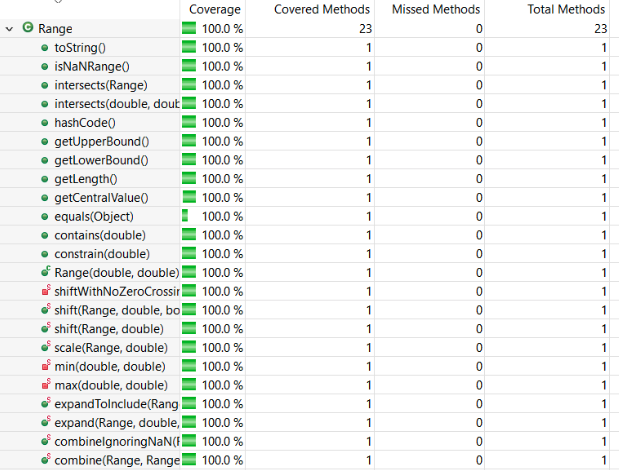 Coverage Covered Methods Missed Methods Total Methods
Range 100.0 % 23 0 23
toString() 100.0 % 1 0 1
isNaNRange() 100.0 % 1 0 1
intersects(Range) 100.0 % 1 0 1
intersects(double, doub 100.0 % 1 0 1
hashCode() 100.0 % 1 0 1
getUpperBound() 100.0 % 1 0 1
getLowerBound() 100.0 % 1 0 1
getLength() 100.0 % 1 0 1
getCentralValue() 100.0 % 1 0 1
equals(Object) 100.0 % 1 0 1
contains(double) 100.0 % 1 0 1
constrain(double) 100.0 % 1 0 1
Range(double, double) 100.0 % 1 0 1
shiftWithNoZeroCrossin 100.0 % 1 0 1
shift(Range, double, bo 100.0 % 1 0 1
shift(Range, double) 100.0 % 1 0 1
scale(Range, double) 100.0 % 1 0 1
min(double, double) 100.0 % 1 0 1
max(double, double) 100.0 % 1 0 1
expandToInclude(Rang 100.0 % 1 0 1
expand(Range, double, 100.0 % 1 0 1
combineIgnoringNaN(R 100.0 % 1 0 1
combine(Range, Range 100.0 % 1 0 1